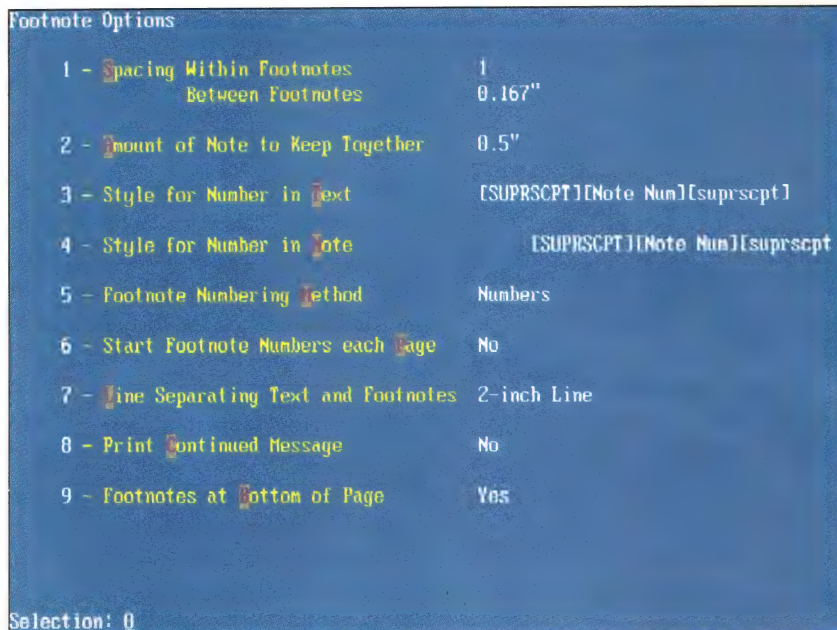 Footnote Options
1 - Spacing Within Footnotes 1
Between Footnotes 0.167"
2 - Amount of Note to Keep Together 0.5"
3 - Style for Number in Text [SUPRSCPT][Note Num][suprscpt]
4 - Style for Number in Note [SUPRSCPT][Note Num][suprscpt
5 - Footnote Numbering Method Numbers
6 - Start Footnote Numbers each Page No
7 - Line Separating Text and Footnotes 2-inch Line
8 - Print Continued Message No
9 - Footnotes at Bottom of Page Yes
Selection: 0